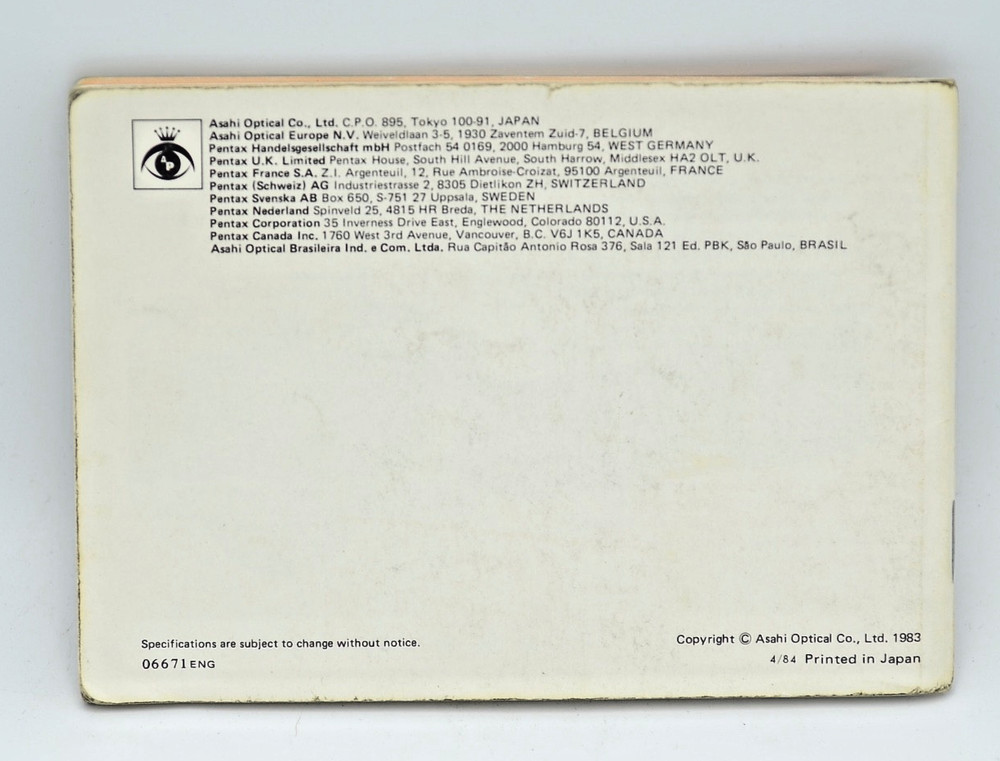 AP
Asahi Optical Co., Ltd. C.P.O. 895, Tokyo 100-91, JAPAN
Asahi Optical Europe N.V. Weiveldlaan 3-5, 1930 Zaventem Zuid-7, BELGIUM
Pentax Handelsgesellschaft mbH Postfach 54 0169, 2000 Hamburg 54, WEST GERMANY
Pentax U.K. Limited Pentax House, South Hill Avenue, South Harrow, Middlesex HA2 OLT, U.K.
Pentax France S.A. Z.I. Argenteuil, 12, Rue Ambroise-Croizat, 95100 Argenteuil, FRANCE
Pentax (Schweiz) AG Industriestrasse 2, 8305 Dietlikon ZH, SWITZERLAND
Pentax Svenska AB Box 650, S-751 27 Uppsala, SWEDEN
Pentax Nederland Spinveld 25, 4815 HR Breda, THE NETHERLANDS
Pentax Corporation 35 Inverness Drive East, Englewood, Colorado 80112, U.S.A.
Pentax Canada Inc. 1760 West 3rd Avenue, Vancouver, B.C. V6J 1K5, CANADA
Asahi Optical Brasileira Ind. e Com. Ltda. Rua Capitão Antonio Rosa 376, Sala 121 Ed. PBK, São Paulo, BRASIL
Specifications are subject to change without notice.
06671 ENG
Copyright © Asahi Optical Co., Ltd. 1983
4/84 Printed in Japan